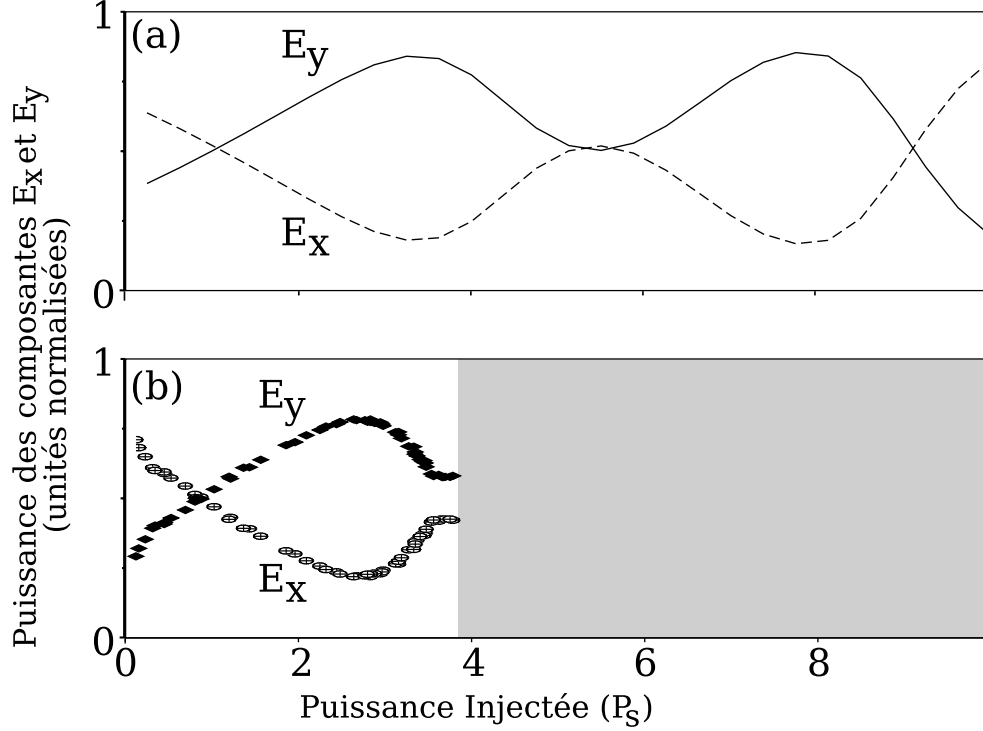 Puissance des composantes Ex et Ey
(unités normalisées)
1
(a)
Ey
Ex
0
1
(b)
Ey
Ex
0
0 2 4 6 8
Puissance Injectée (Ps)